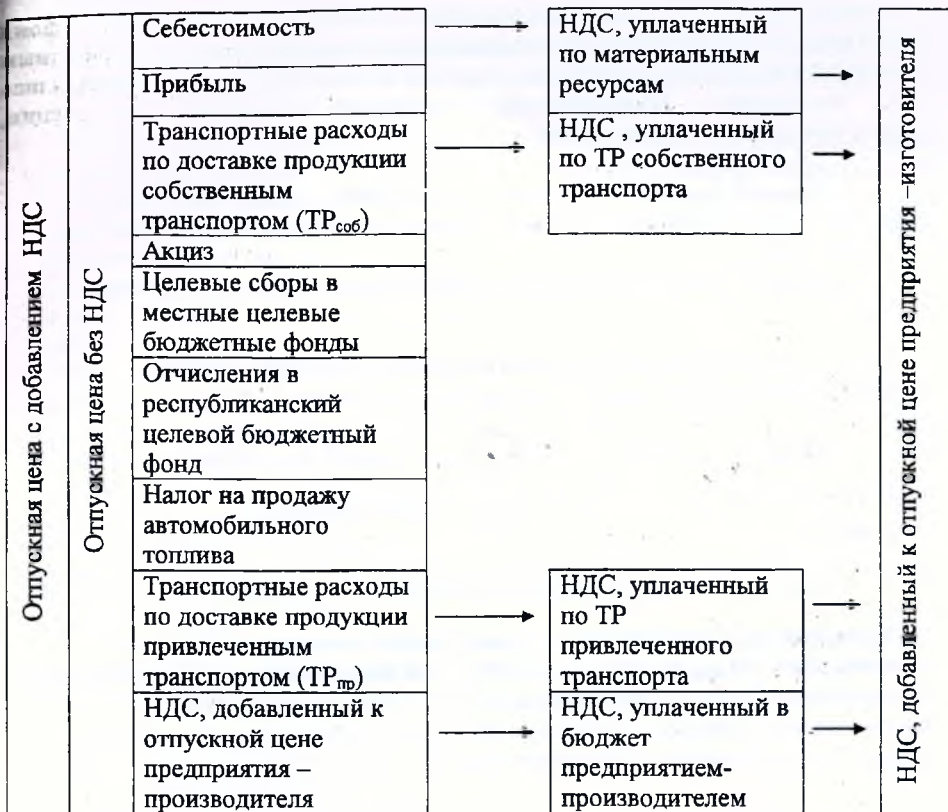 Отпускная цена с добавлением НДС
Отпускная цена без НДС
Себестоимость
Прибыль
Транспортные расходы
по доставке продукции
собственным
транспортом (ТРсоб)
Акциз
Целевые сборы в
местные целевые
бюджетные фонды
Отчисления в
республиканский
целевой бюджетный
фонд
Налог на продажу
автомобильного
топлива
Транспортные расходы
по доставке продукции
привлеченным
транспортом (ТРпр)
НДС, добавленный к
отпускной цене
предприятия –
производителя
НДС, уплаченный
по материальным
ресурсам
НДС , уплаченный
по ТР собственного
транспорта
НДС, уплаченный
по ТР
привлеченного
транспорта
НДС, уплаченный в
бюджет
предприятием-
производителем
НДС, добавленный к отпускной цене предприятия –изготовителя